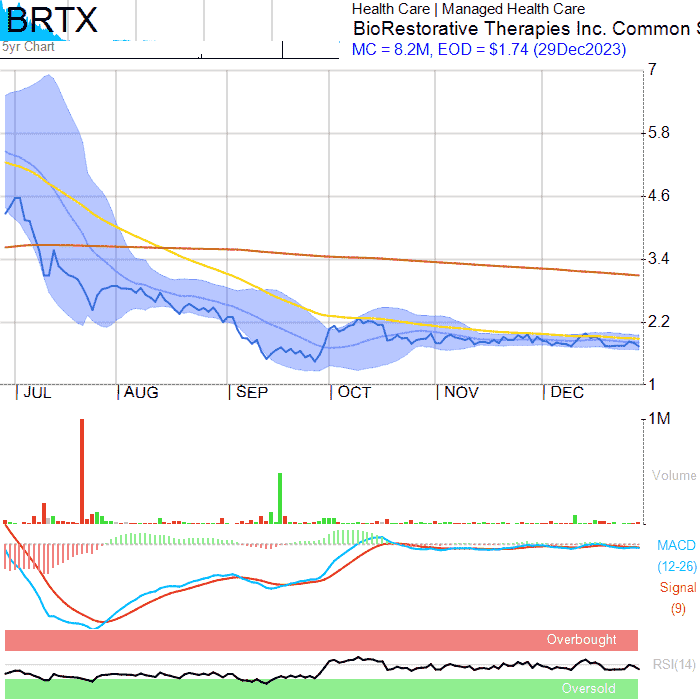 BRTX
Health Care | Managed Health Care
BioRestorative Therapies Inc. Common S
5yr Chart
MC = 8.2M, EOD = $1.74 (29Dec2023)
7
5.8
4.6
3.4
2.2
1
JUL AUG SEP OCT NOV DEC
1M
Volume
MACD
(12-26)
Signal
(9)
Overbought
RSI(14)
Oversold